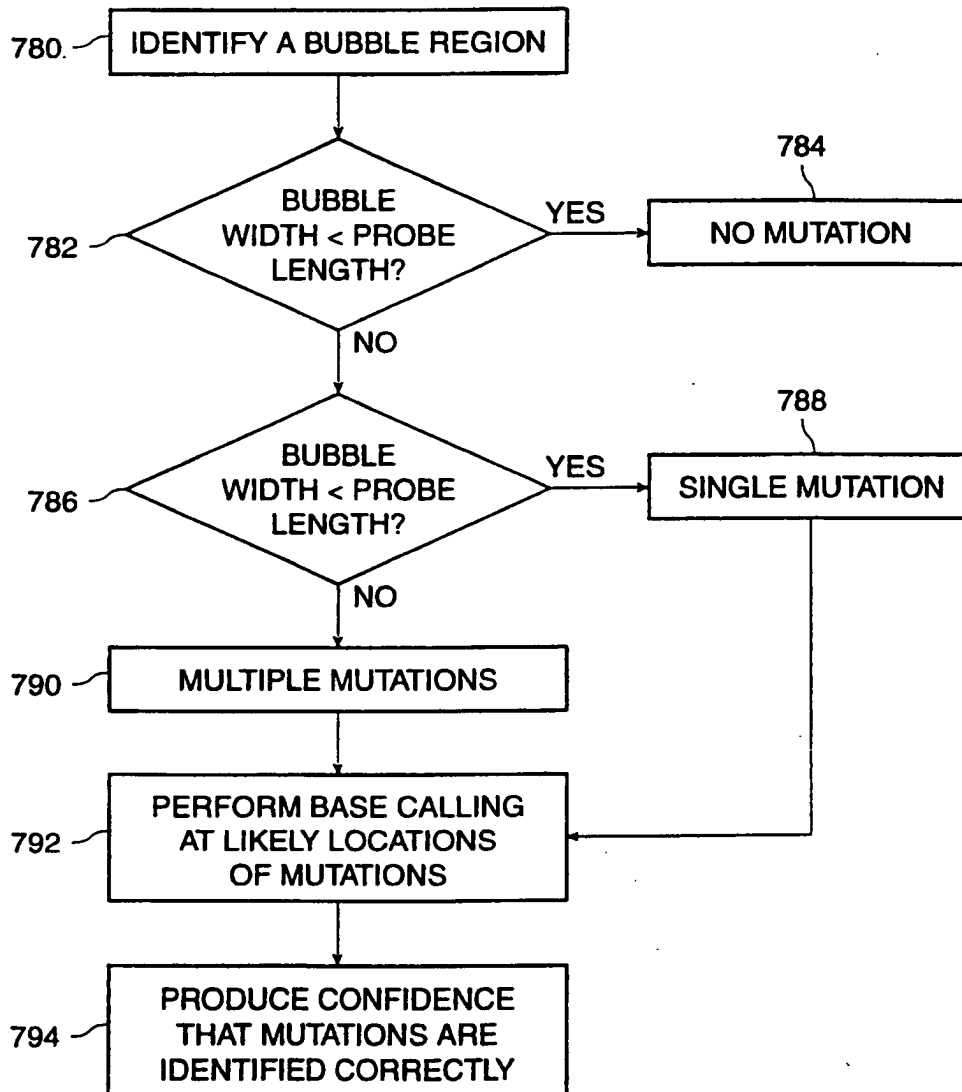 780.
IDENTIFY A BUBBLE REGION
782
BUBBLE
WIDTH < PROBE
LENGTH?
YES
784
NO MUTATION
NO
786
BUBBLE
WIDTH < PROBE
LENGTH?
YES
788
SINGLE MUTATION
NO
790
MULTIPLE MUTATIONS
792
PERFORM BASE CALLING
AT LIKELY LOCATIONS
OF MUTATIONS
794
PRODUCE CONFIDENCE
THAT MUTATIONS ARE
IDENTIFIED CORRECTLY